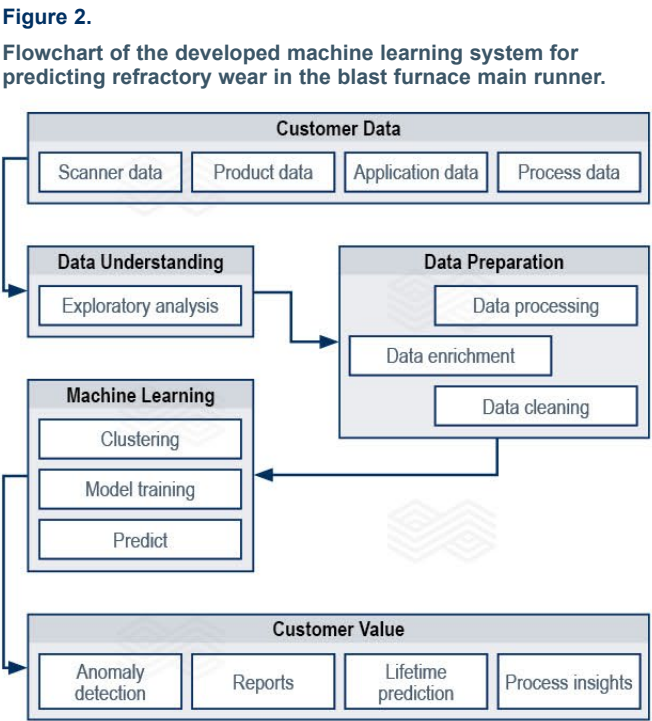 Figure 2.
Flowchart of the developed machine learning system for
predicting refractory wear in the blast furnace main runner.
Customer Data
Scanner data
Product data
Application data
Process data
Data Understanding
Exploratory analysis
Data Preparation
Data processing
Data enrichment
Data cleaning
Machine Learning
Clustering
Model training
Predict
Customer Value
Anomaly
detection
Reports
Lifetime
prediction
Process insights